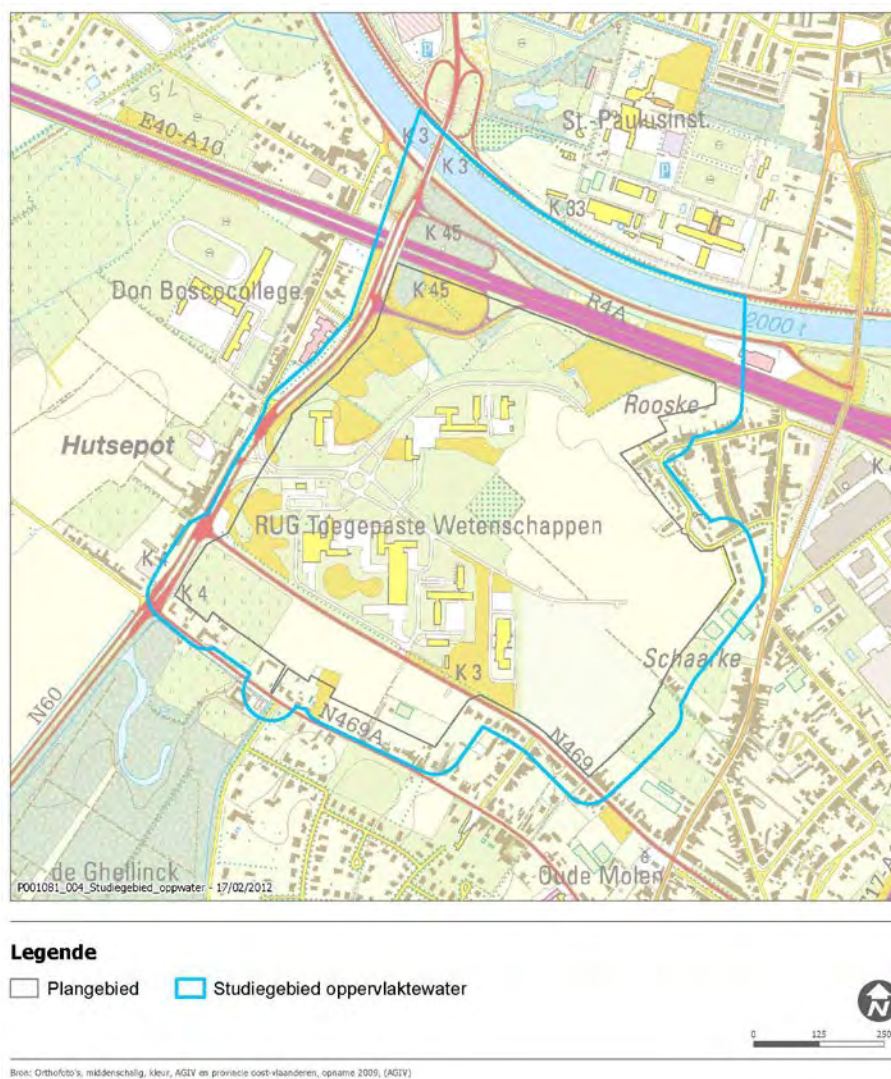 E40-A10
75
K 3
K 3
St.-Paulusinst.
P
P
K 33
K 45
K 45
Don Boscocollege
R4A
2000 t
Rooske
Hutsepot
RUG Toegepaste Wetenschappen
K 4
Schaarke
K 3
N60
N469A
N469
de Ghellinck
Oude Molen
P001081_004_Studiegebied_oppwater - 17/02/2012
Legende
Plangebied
Studiegebied oppervlaktewater
N
0 125 250
Bron: Orthofoto's, middenschalig, kleur, AGIV en provincie oost-vlaanderen, opname 2009, (AGIV)